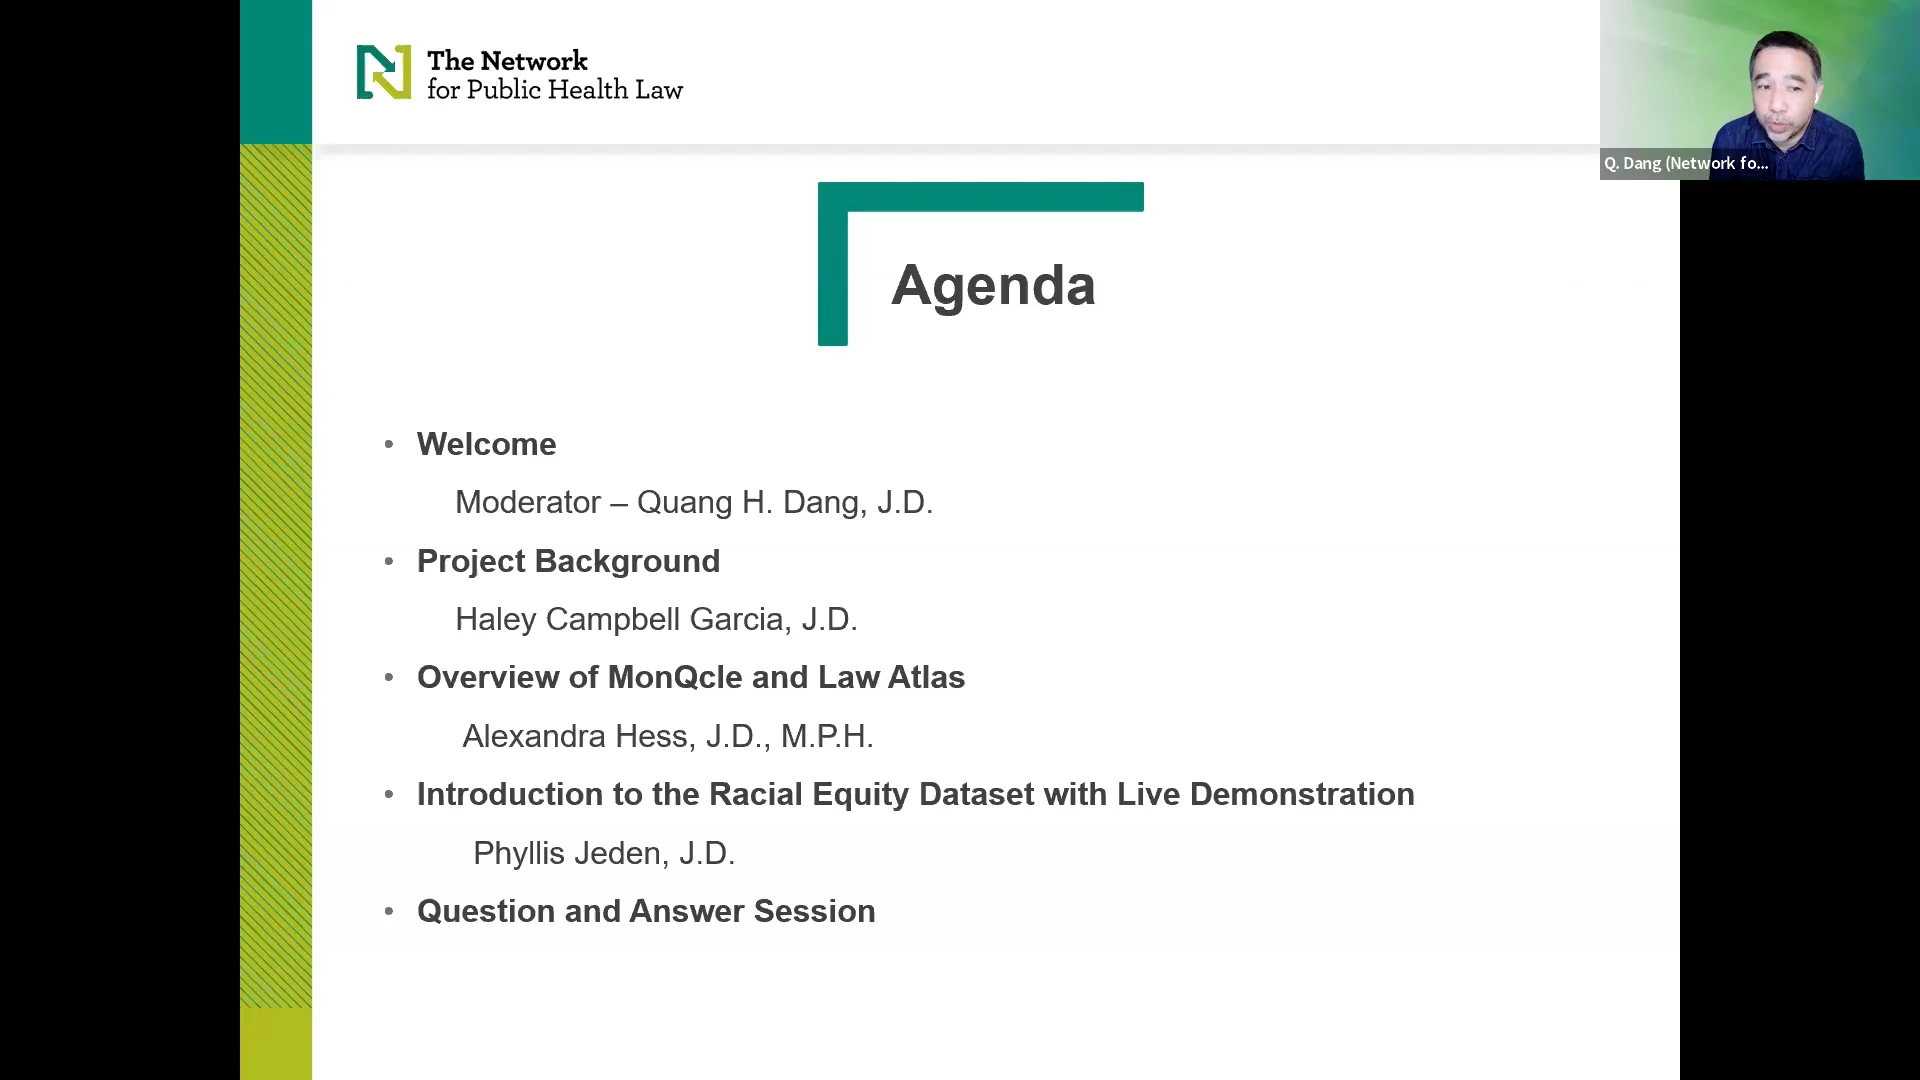 The Network
for Public Health Law
Q. Dang (Network fo...
Agenda
• Welcome
Moderator – Quang H. Dang, J.D.
• Project Background
Haley Campbell Garcia, J.D.
• Overview of MonQcle and Law Atlas
Alexandra Hess, J.D., M.P.H.
• Introduction to the Racial Equity Dataset with Live Demonstration
Phyllis Jeden, J.D.
• Question and Answer Session